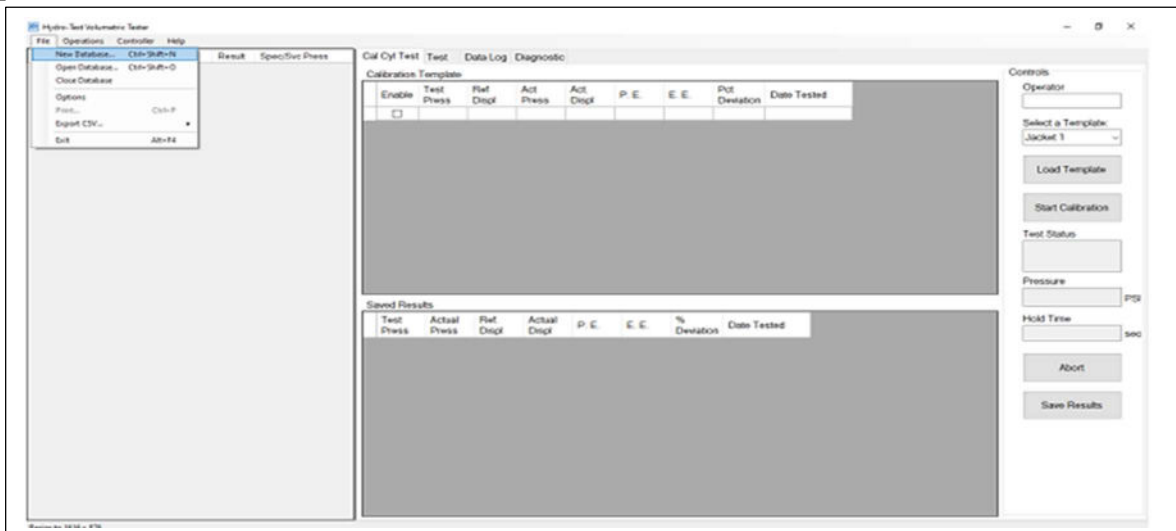 Hydro-Test Volumetric Tester
File Operations Controller Help
New Database... Ctrl+Shift+N
Open Database... Ctrl+Shift+O
Close Database
Options
Print... Ctrl+P
Export CSV...
Exit Alt+F4
Result Spec/Svc Press
Cal Cyl Test Test Data Log Diagnostic
Calibration Template
Enable Test Press Ref Displ Act Press Act Displ P. E. E. E. Pct Deviation Date Tested
Saved Results
Test Press Actual Press Ref Displ Actual Displ P. E. E. E. % Deviation Date Tested
Controls
Operator
Select a Template:
Jacket 1
Load Template
Start Calibration
Test Status
Pressure
PSI
Hold Time
sec
Abort
Save Results